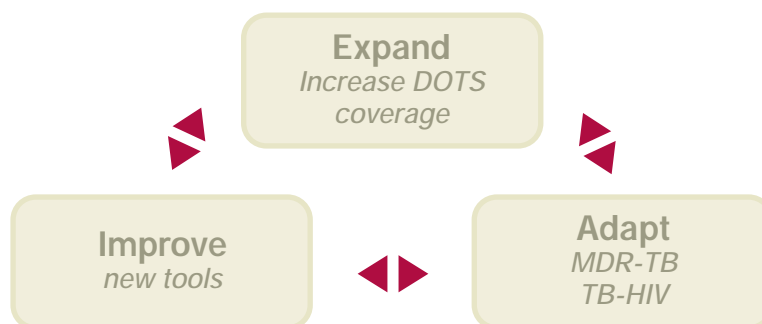 Expand
Increase DOTS
coverage
Improve
new tools
Adapt
MDR-TB
TB-HIV